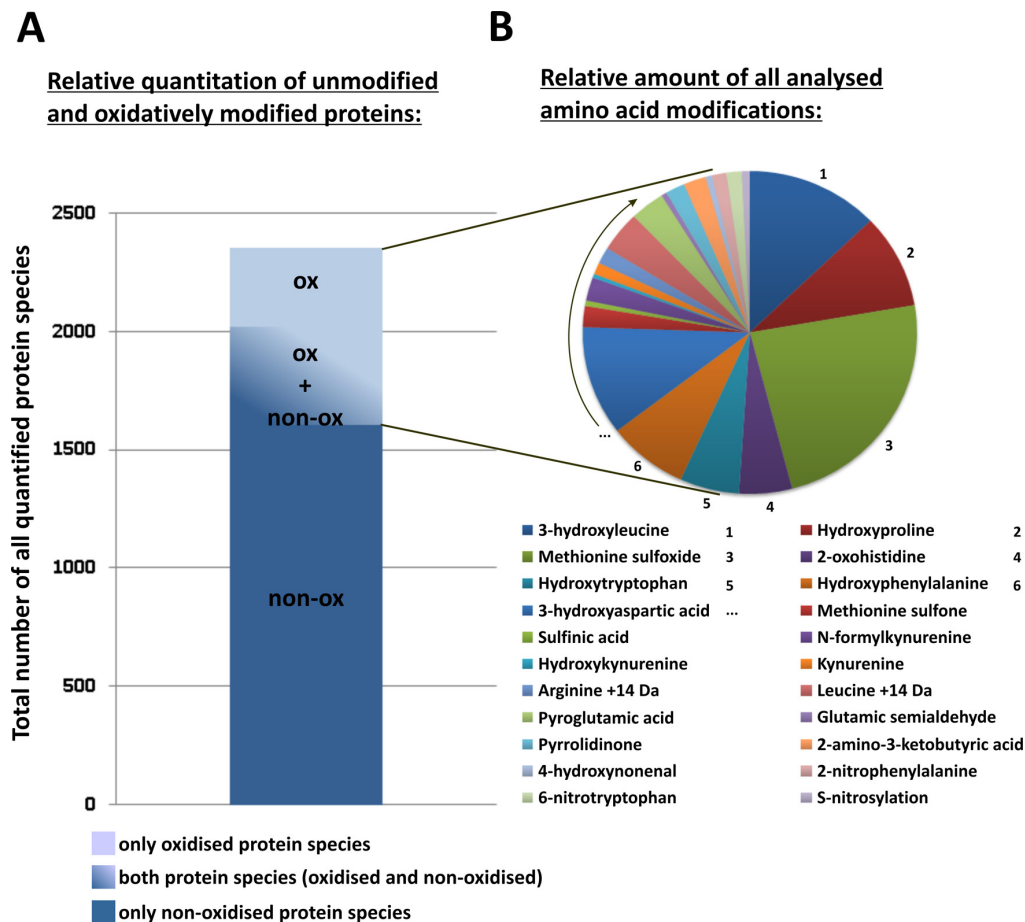 A
Relative quantitation of unmodified
and oxidatively modified proteins:
Total number of all quantified protein species
2500
2000
1500
1000
500
0
ox
ox
+
non-ox
non-ox
only oxidised protein species
both protein species (oxidised and non-oxidised)
only non-oxidised protein species
B
Relative amount of all analysed
amino acid modifications:
1
2
3
4
5
6
...
3-hydroxyleucine 1 Hydroxyproline 2
Methionine sulfoxide 3 2-oxohistidine 4
Hydroxytryptophan 5 Hydroxyphenylalanine 6
3-hydroxyaspartic acid ... Methionine sulfone
Sulfinic acid N-formylkynurenine
Hydroxykynurenine Kynurenine
Arginine +14 Da Leucine +14 Da
Pyroglutamic acid Glutamic semialdehyde
Pyrrolidinone 2-amino-3-ketobutyric acid
4-hydroxynonenal 2-nitrophenylalanine
6-nitrotryptophan S-nitrosylation